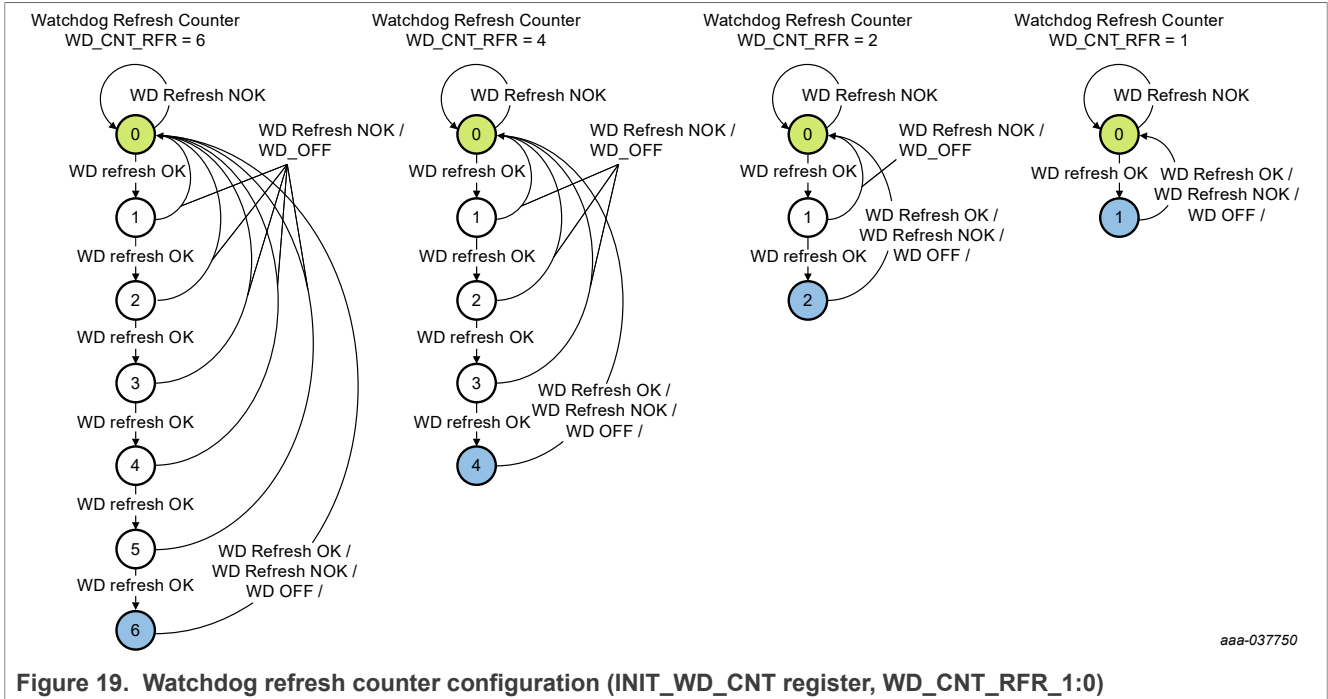 Watchdog Refresh Counter
WD_CNT_RFR = 6
WD Refresh NOK
0
WD Refresh NOK /
WD_OFF
WD refresh OK
1
WD refresh OK
2
WD refresh OK
3
WD refresh OK
4
WD refresh OK
5
WD Refresh OK /
WD Refresh NOK /
WD OFF /
WD refresh OK
6
Watchdog Refresh Counter
WD_CNT_RFR = 4
WD Refresh NOK
0
WD Refresh NOK /
WD_OFF
WD refresh OK
1
WD refresh OK
2
WD refresh OK
3
WD Refresh OK /
WD Refresh NOK /
WD OFF /
WD refresh OK
4
Watchdog Refresh Counter
WD_CNT_RFR = 2
WD Refresh NOK
0
WD Refresh NOK /
WD_OFF
WD refresh OK
1
WD Refresh OK /
WD Refresh NOK /
WD OFF /
WD refresh OK
2
Watchdog Refresh Counter
WD_CNT_RFR = 1
WD Refresh NOK
0
WD refresh OK
WD Refresh OK /
WD Refresh NOK /
WD OFF /
1
aaa-037750
Figure 19. Watchdog refresh counter configuration (INIT_WD_CNT register, WD_CNT_RFR_1:0)